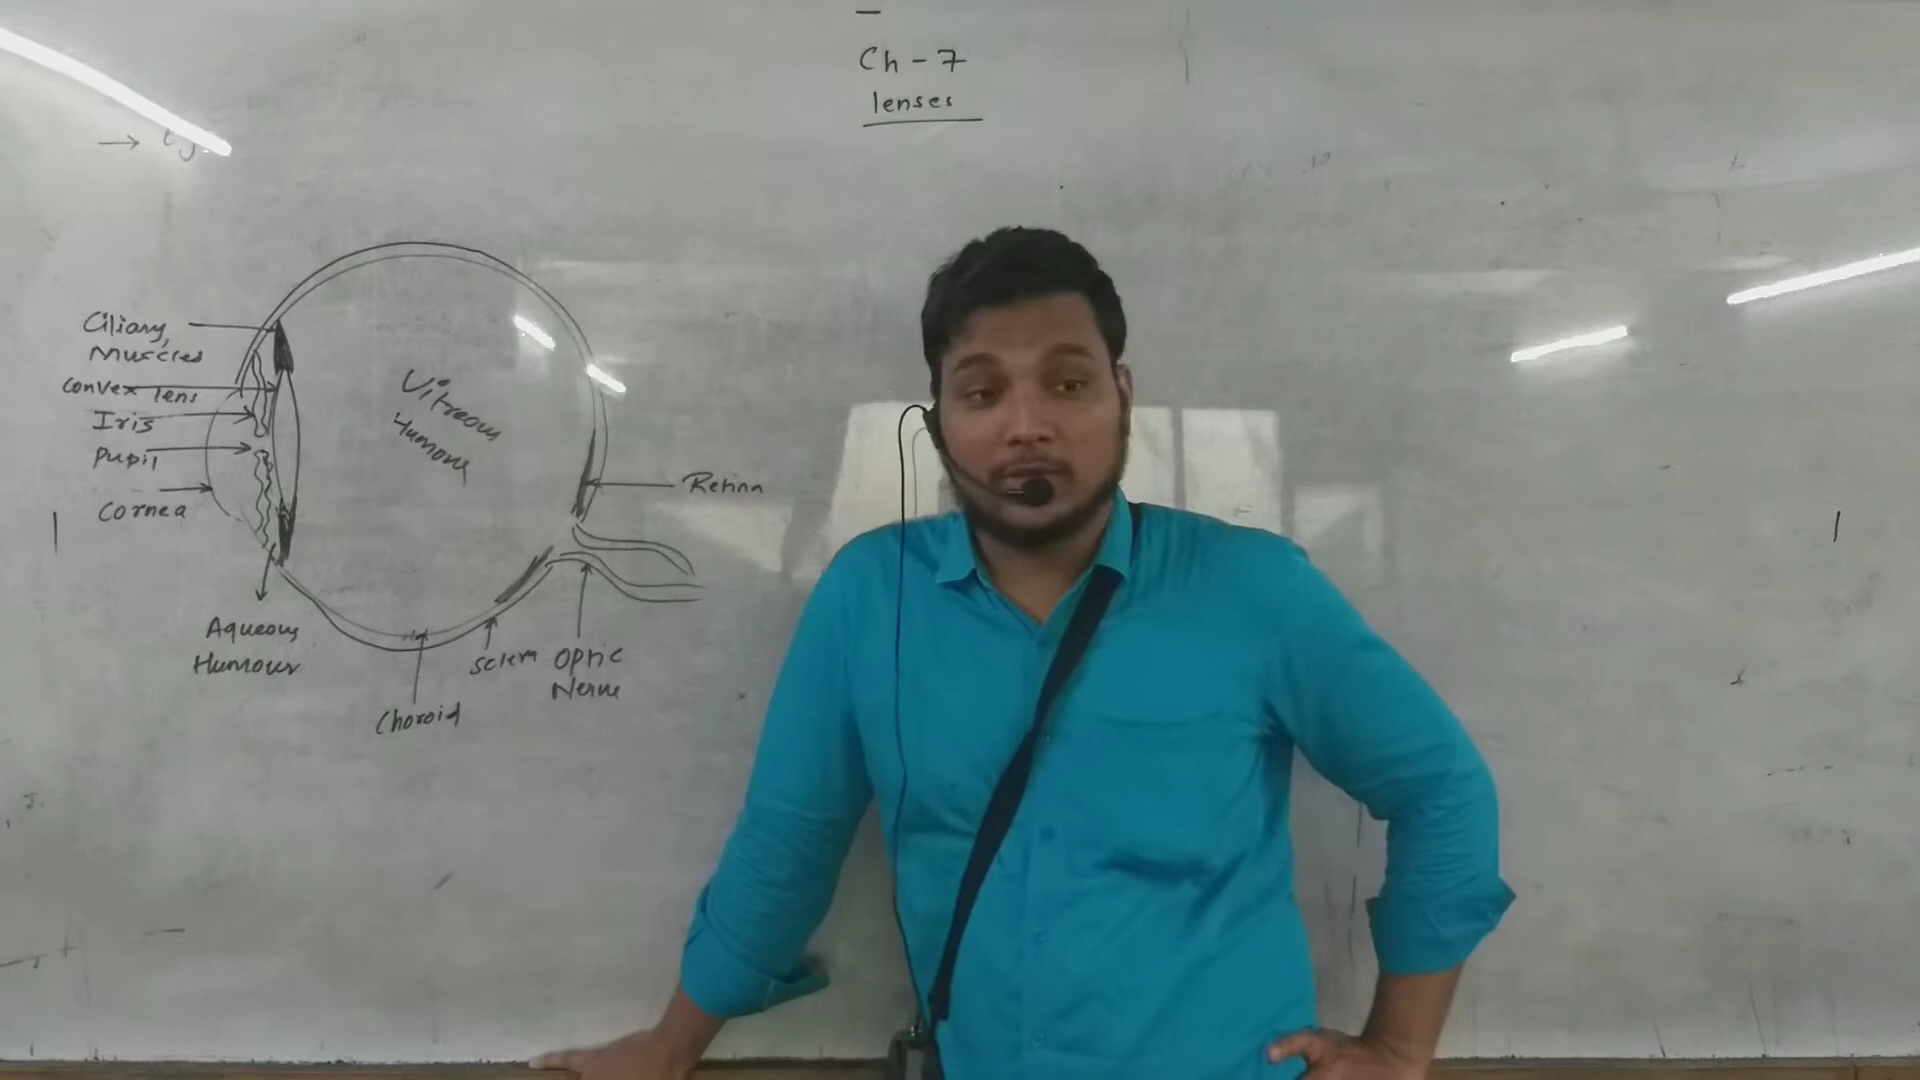 Ch - 7
lenses
→
Ciliary
Muscles
Convex lens
Iris
Pupil
Cornea
Vitreous
Humour
Retina
Aqueous
Humour
Sclera
Optic
Nerve
Choroid